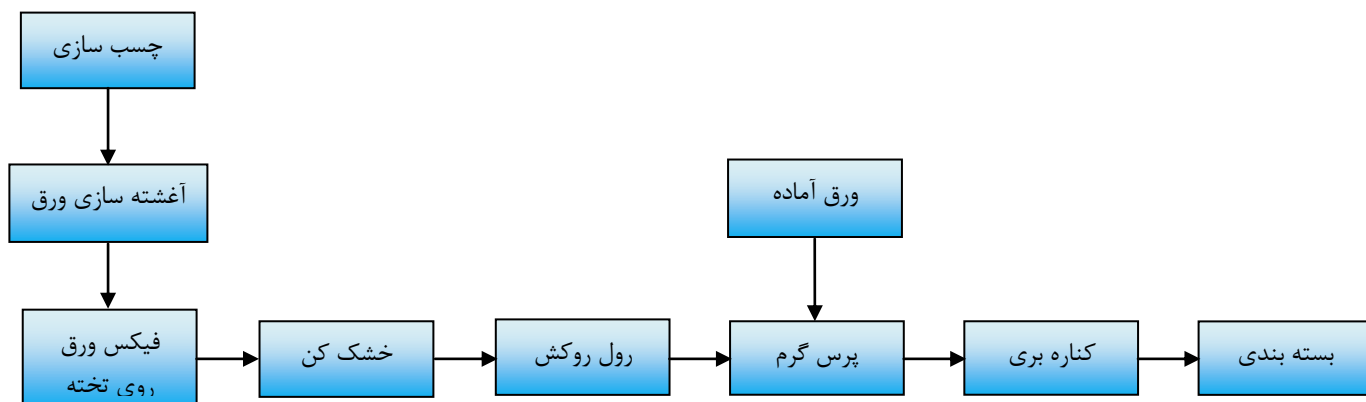 چسب سازی
آغشته سازی ورق
ورق آماده
فیکس ورق
روی تخته
خشک کن
رول روکش
پرس گرم
کناره بری
بسته بندی